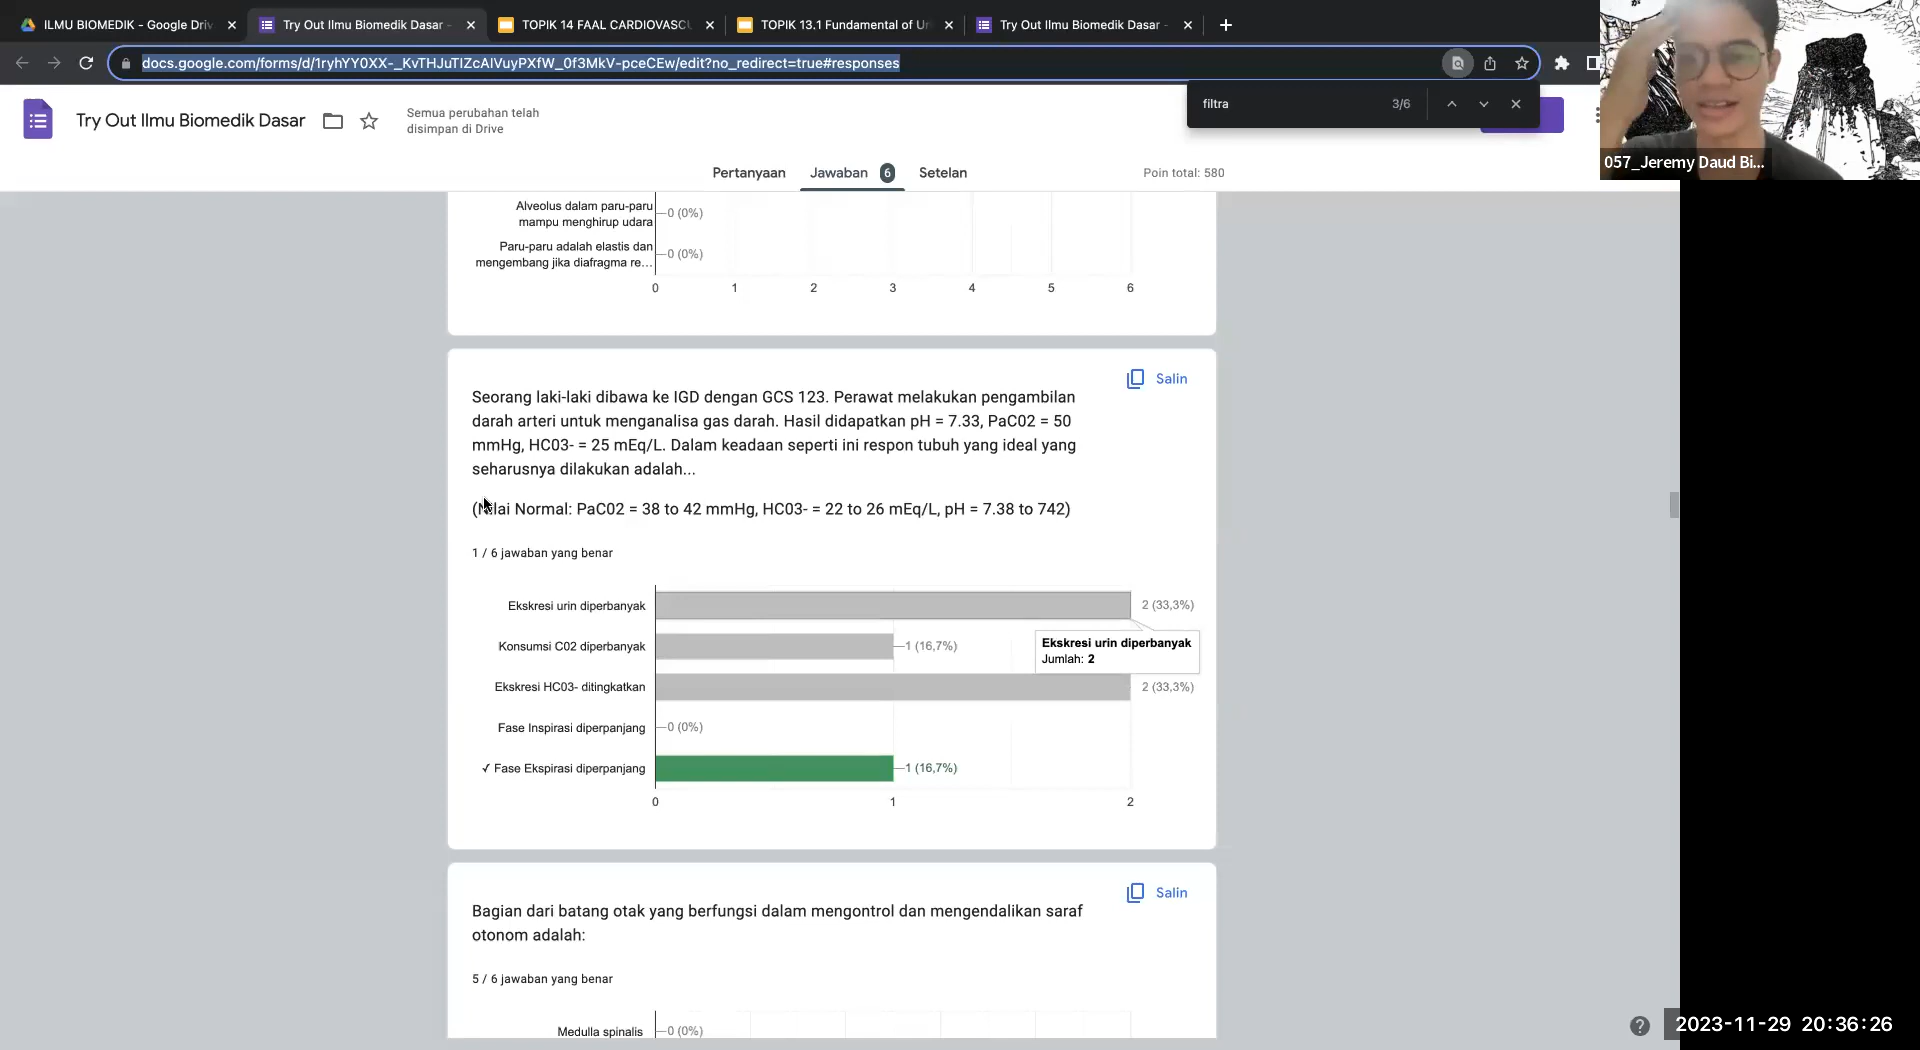 ILMU BIOMEDIK - Google Driv
Try Out Ilmu Biomedik Dasar -
TOPIK 14 FAAL CARDIOVASCU
TOPIK 13.1 Fundamental of Ur
Try Out Ilmu Biomedik Dasar -
docs.google.com/forms/d/1ryhYY0XX-_KvTHJuTIZcAIVuyPXfW_0f3MkV-pceCEw/edit?no_redirect=true#responses
filtra
3/6
Try Out Ilmu Biomedik Dasar
Semua perubahan telah
disimpan di Drive
057_Jeremy Daud Bi...
Pertanyaan
Jawaban 6
Setelan
Poin total: 580
Alveolus dalam paru-paru
mampu menghirup udara
0 (0%)
Paru-paru adalah elastis dan
mengembang jika diafragma re...
0 (0%)
0 1 2 3 4 5 6
Salin
Seorang laki-laki dibawa ke IGD dengan GCS 123. Perawat melakukan pengambilan
darah arteri untuk menganalisa gas darah. Hasil didapatkan pH = 7.33, PaC02 = 50
mmHg, HC03- = 25 mEq/L. Dalam keadaan seperti ini respon tubuh yang ideal yang
seharusnya dilakukan adalah...
(Nilai Normal: PaC02 = 38 to 42 mmHg, HC03- = 22 to 26 mEq/L, pH = 7.38 to 742)
1 / 6 jawaban yang benar
Ekskresi urin diperbanyak
2 (33,3%)
Konsumsi C02 diperbanyak
1 (16,7%)
Ekskresi urin diperbanyak
Jumlah: 2
Ekskresi HC03- ditingkatkan
2 (33,3%)
Fase Inspirasi diperpanjang
0 (0%)
✓ Fase Ekspirasi diperpanjang
1 (16,7%)
0 1 2
Salin
Bagian dari batang otak yang berfungsi dalam mengontrol dan mengendalikan saraf
otonom adalah:
5 / 6 jawaban yang benar
Medulla spinalis
0 (0%)
2023-11-29 20:36:26